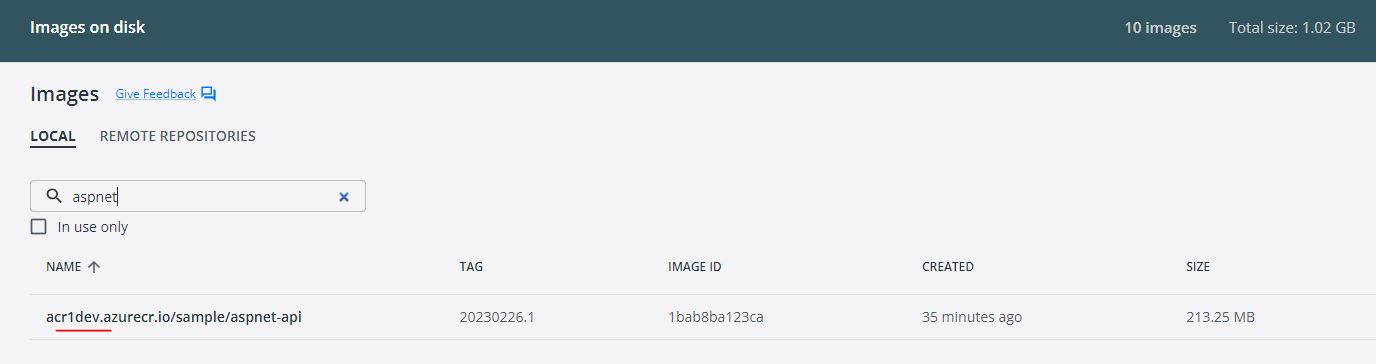 Images on disk
10 images
Total size: 1.02 GB
Images
Give Feedback
LOCAL
REMOTE REPOSITORIES
aspnet
In use only
NAME
TAG
IMAGE ID
CREATED
SIZE
acr1dev.azurecr.io/sample/aspnet-api
20230226.1
1bab8ba123ca
35 minutes ago
213.25 MB